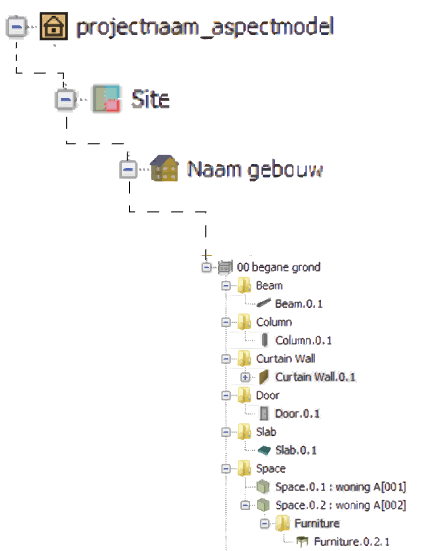 projectnaam_aspectmodel
Site
Naam gebouw
00 begane grond
Beam
Beam.0.1
Column
Column.0.1
Curtain Wall
Curtain Wall.0.1
Door
Door.0.1
Slab
Slab.0.1
Space
Space.0.1 : woning A[001]
Space.0.2 : woning A[002]
Furniture
Furniture.0.2.1